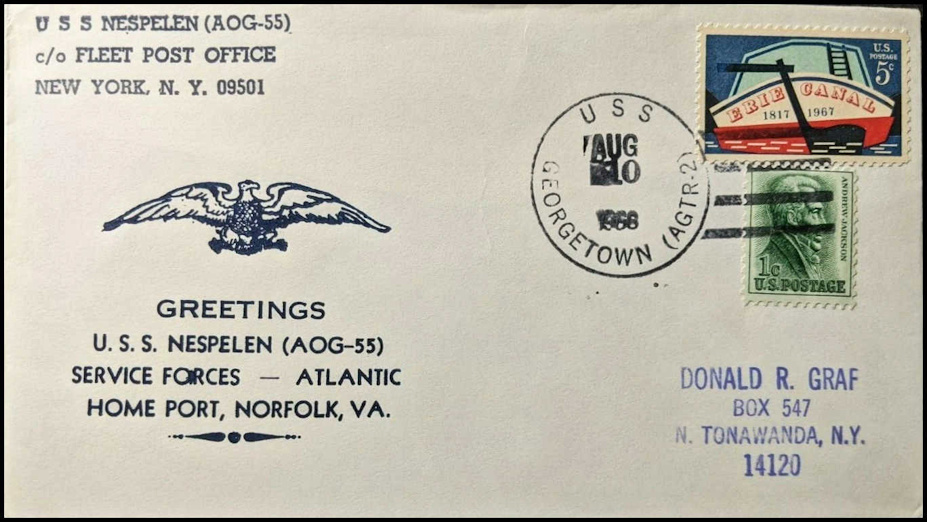 U S S NESPELEN (AOG-55)
c/o FLEET POST OFFICE
NEW YORK, N. Y. 09501
U.S. POSTAGE
5c
ERIE CANAL
1817 1967
USS
AUG
10
1968
GEORGETOWN (AGTR-2)
ANDREW JACKSON
1c
U.S. POSTAGE
GREETINGS
U. S. S. NESPELEN (AOG-55)
SERVICE FORCES — ATLANTIC
HOME PORT, NORFOLK, VA.
DONALD R. GRAF
BOX 547
N. TONAWANDA, N.Y.
14120